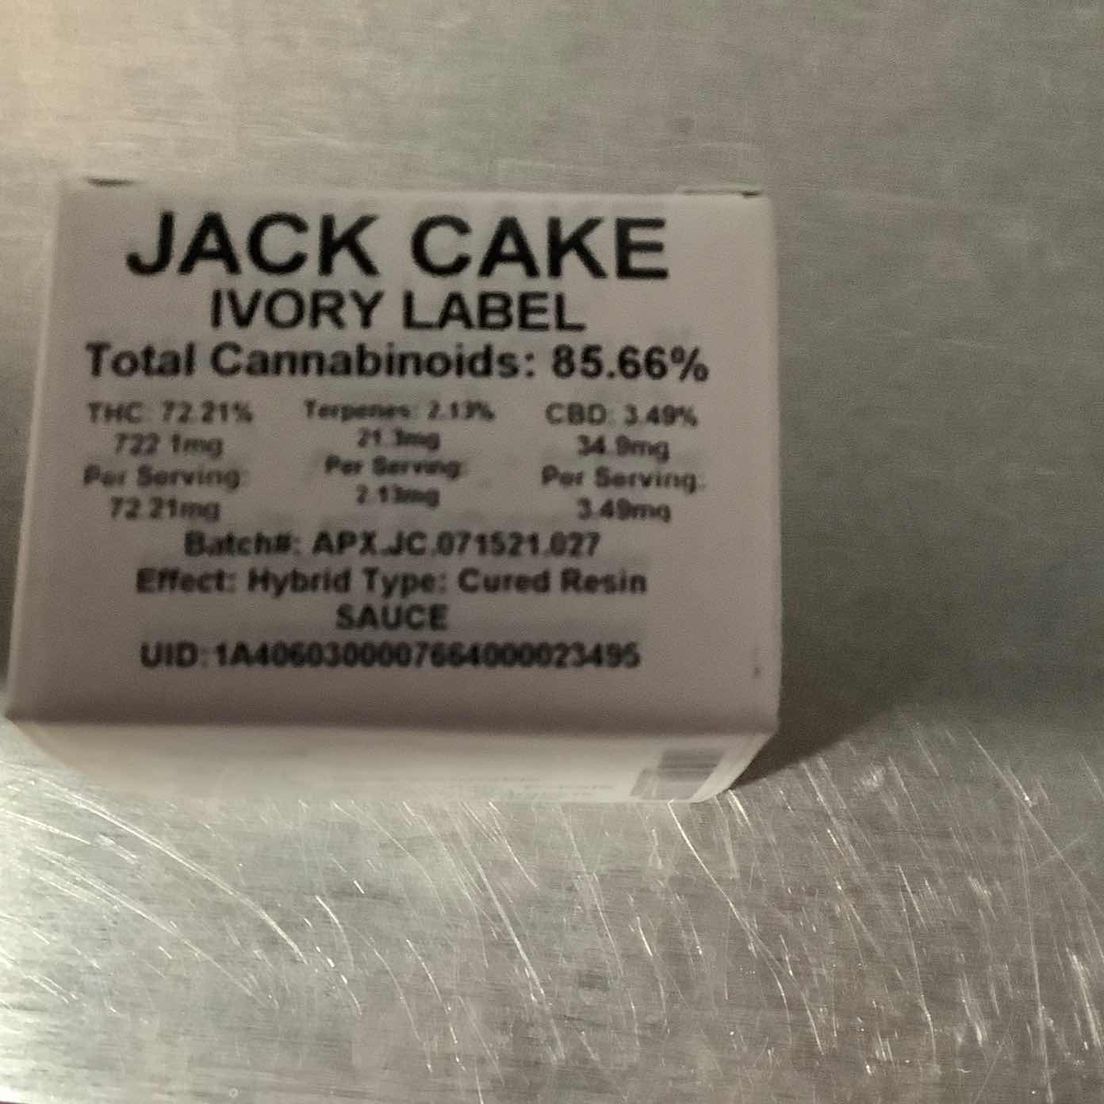 JACK CAKE
IVORY LABEL
Total Cannabinoids: 85.66%
THC: 72.21% Terpenes: 2.13% CBD: 3.49%
722.1mg 21.3mg 34.9mg
Per Serving: Per Serving: Per Serving:
72.21mg 2.13mg 3.49mg
Batch#: APX.JC.071521.027
Effect: Hybrid Type: Cured Resin
SAUCE
UID:1A4060300007664000023495